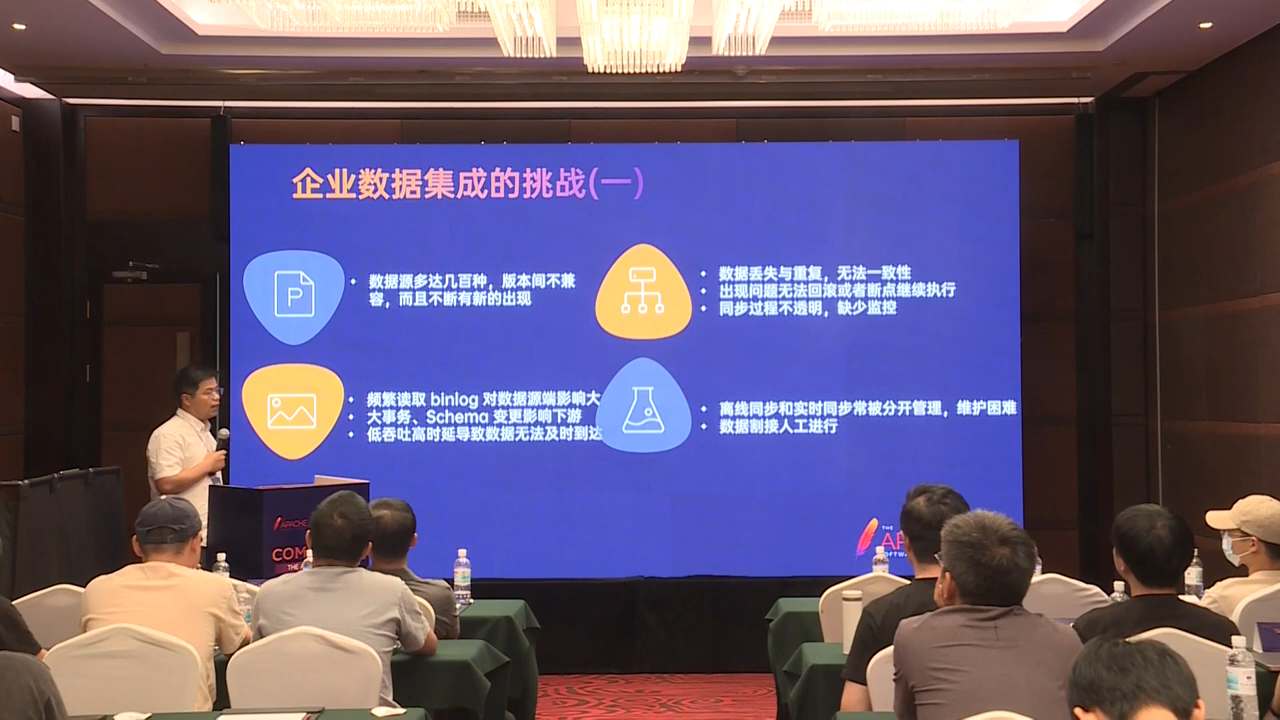 企业数据集成的挑战(一)
P
• 数据源多达几百种，版本间不兼
容，而且不断有新的出现
• 数据丢失与重复，无法一致性
• 出现问题无法回滚或者断点继续执行
• 同步过程不透明，缺少监控
• 频繁读取 binlog 对数据源端影响大
• 大事务、Schema 变更影响下游
• 低吞吐高时延导致数据无法及时到达
• 离线同步和实时同步常被分开管理，维护困难
• 数据割接人工进行
THE
AP
APACHE
COM
THE